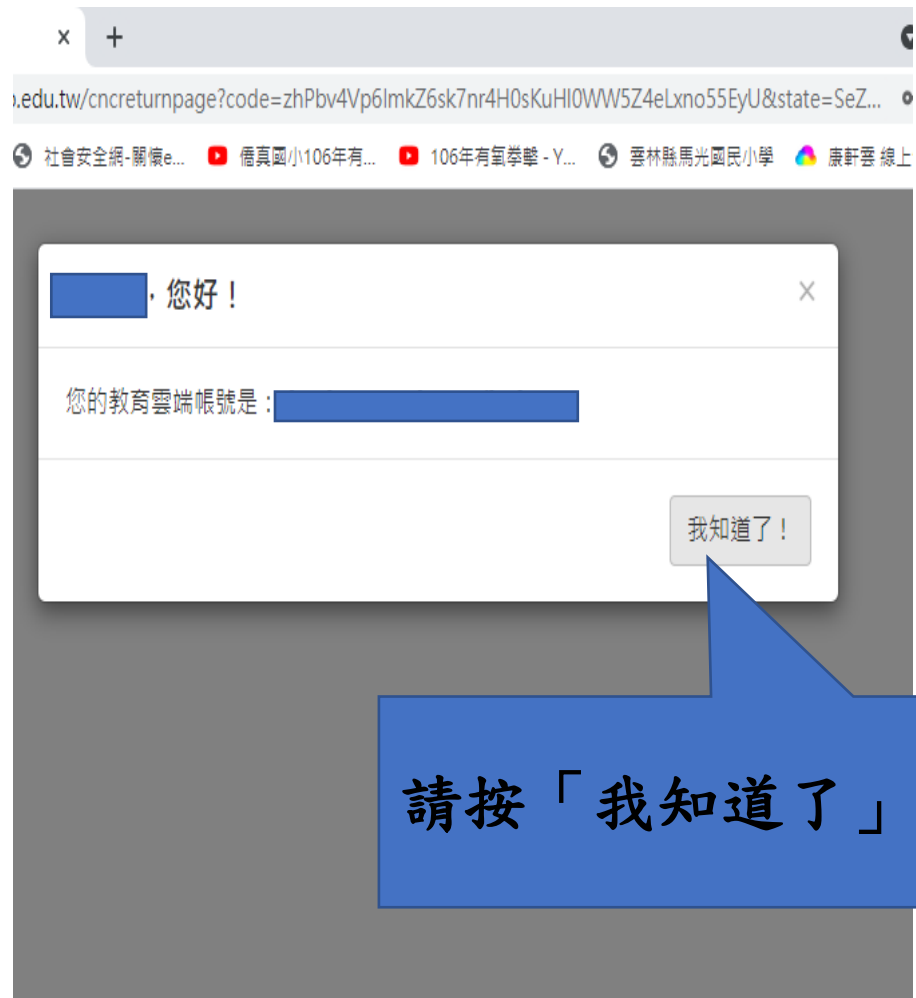 .edu.tw/cncreturnpage?code=zhPbv4Vp6ImkZ6sk7nr4H0sKuHI0WW5Z4eLxno55EyU&state=SeZ...
社會安全網-關懷e... 僑真國小106年有... 106年有氧拳擊 - Y... 雲林縣馬光國民小學 康軒雲 線上
，您好！
您的教育雲端帳號是：
我知道了！
請按「我知道了」